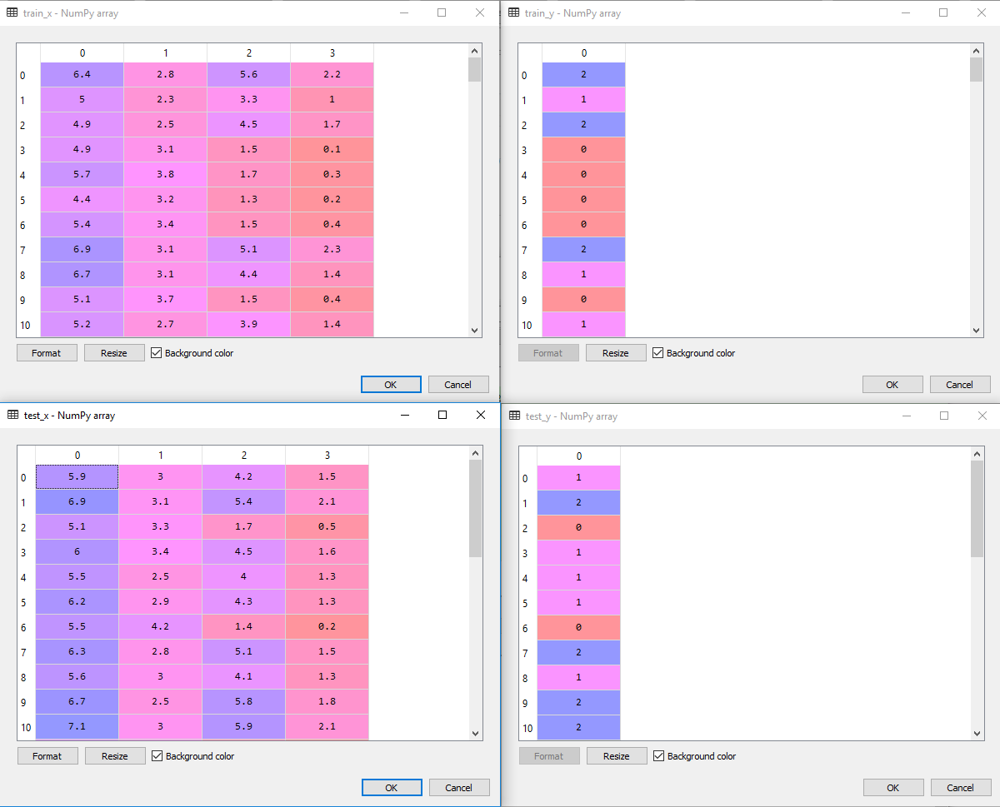 train_x - NumPy array
0 1 2 3
0 6.4 2.8 5.6 2.2
1 5 2.3 3.3 1
2 4.9 2.5 4.5 1.7
3 4.9 3.1 1.5 0.1
4 5.7 3.8 1.7 0.3
5 4.4 3.2 1.3 0.2
6 5.4 3.4 1.5 0.4
7 6.9 3.1 5.1 2.3
8 6.7 3.1 4.4 1.4
9 5.1 3.7 1.5 0.4
10 5.2 2.7 3.9 1.4
Format Resize Background color
OK Cancel
train_y - NumPy array
0
0 2
1 1
2 2
3 0
4 0
5 0
6 0
7 2
8 1
9 0
10 1
Format Resize Background color
OK Cancel
test_x - NumPy array
0 1 2 3
0 5.9 3 4.2 1.5
1 6.9 3.1 5.4 2.1
2 5.1 3.3 1.7 0.5
3 6 3.4 4.5 1.6
4 5.5 2.5 4 1.3
5 6.2 2.9 4.3 1.3
6 5.5 4.2 1.4 0.2
7 6.3 2.8 5.1 1.5
8 5.6 3 4.1 1.3
9 6.7 2.5 5.8 1.8
10 7.1 3 5.9 2.1
Format Resize Background color
OK Cancel
test_y - NumPy array
0
0 1
1 2
2 0
3 1
4 1
5 1
6 0
7 2
8 1
9 2
10 2
Format Resize Background color
OK Cancel